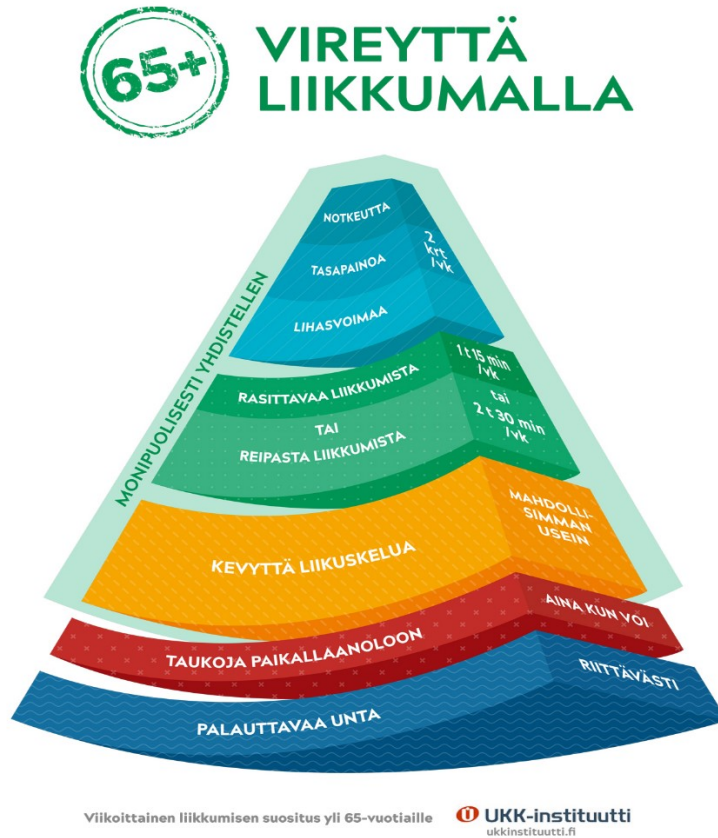 65+
VIREYTTÄ
LIIKKUMALLA
MONIPUOLISESTI YHDISTELLEN
NOTKEUTTA
TASAPAINOA
LIHASVOIMAA
2
krt
/vk
RASITTAVAA LIIKKUMISTA
1 t 15 min
/vk
TAI
REIPASTA LIIKKUMISTA
tai
2 t 30 min
/vk
KEVYTTÄ LIIKUSKELUA
MAHDOLLI-
SIMMAN
USEIN
TAUKOJA PAIKALLAANOLOON
AINA KUN VOI
PALAUTTAVAA UNTA
RIITTÄVÄSTI
Viikoittainen liikkumisen suositus yli 65-vuotiaille
UKK-instituutti
ukkinstituutti.fi